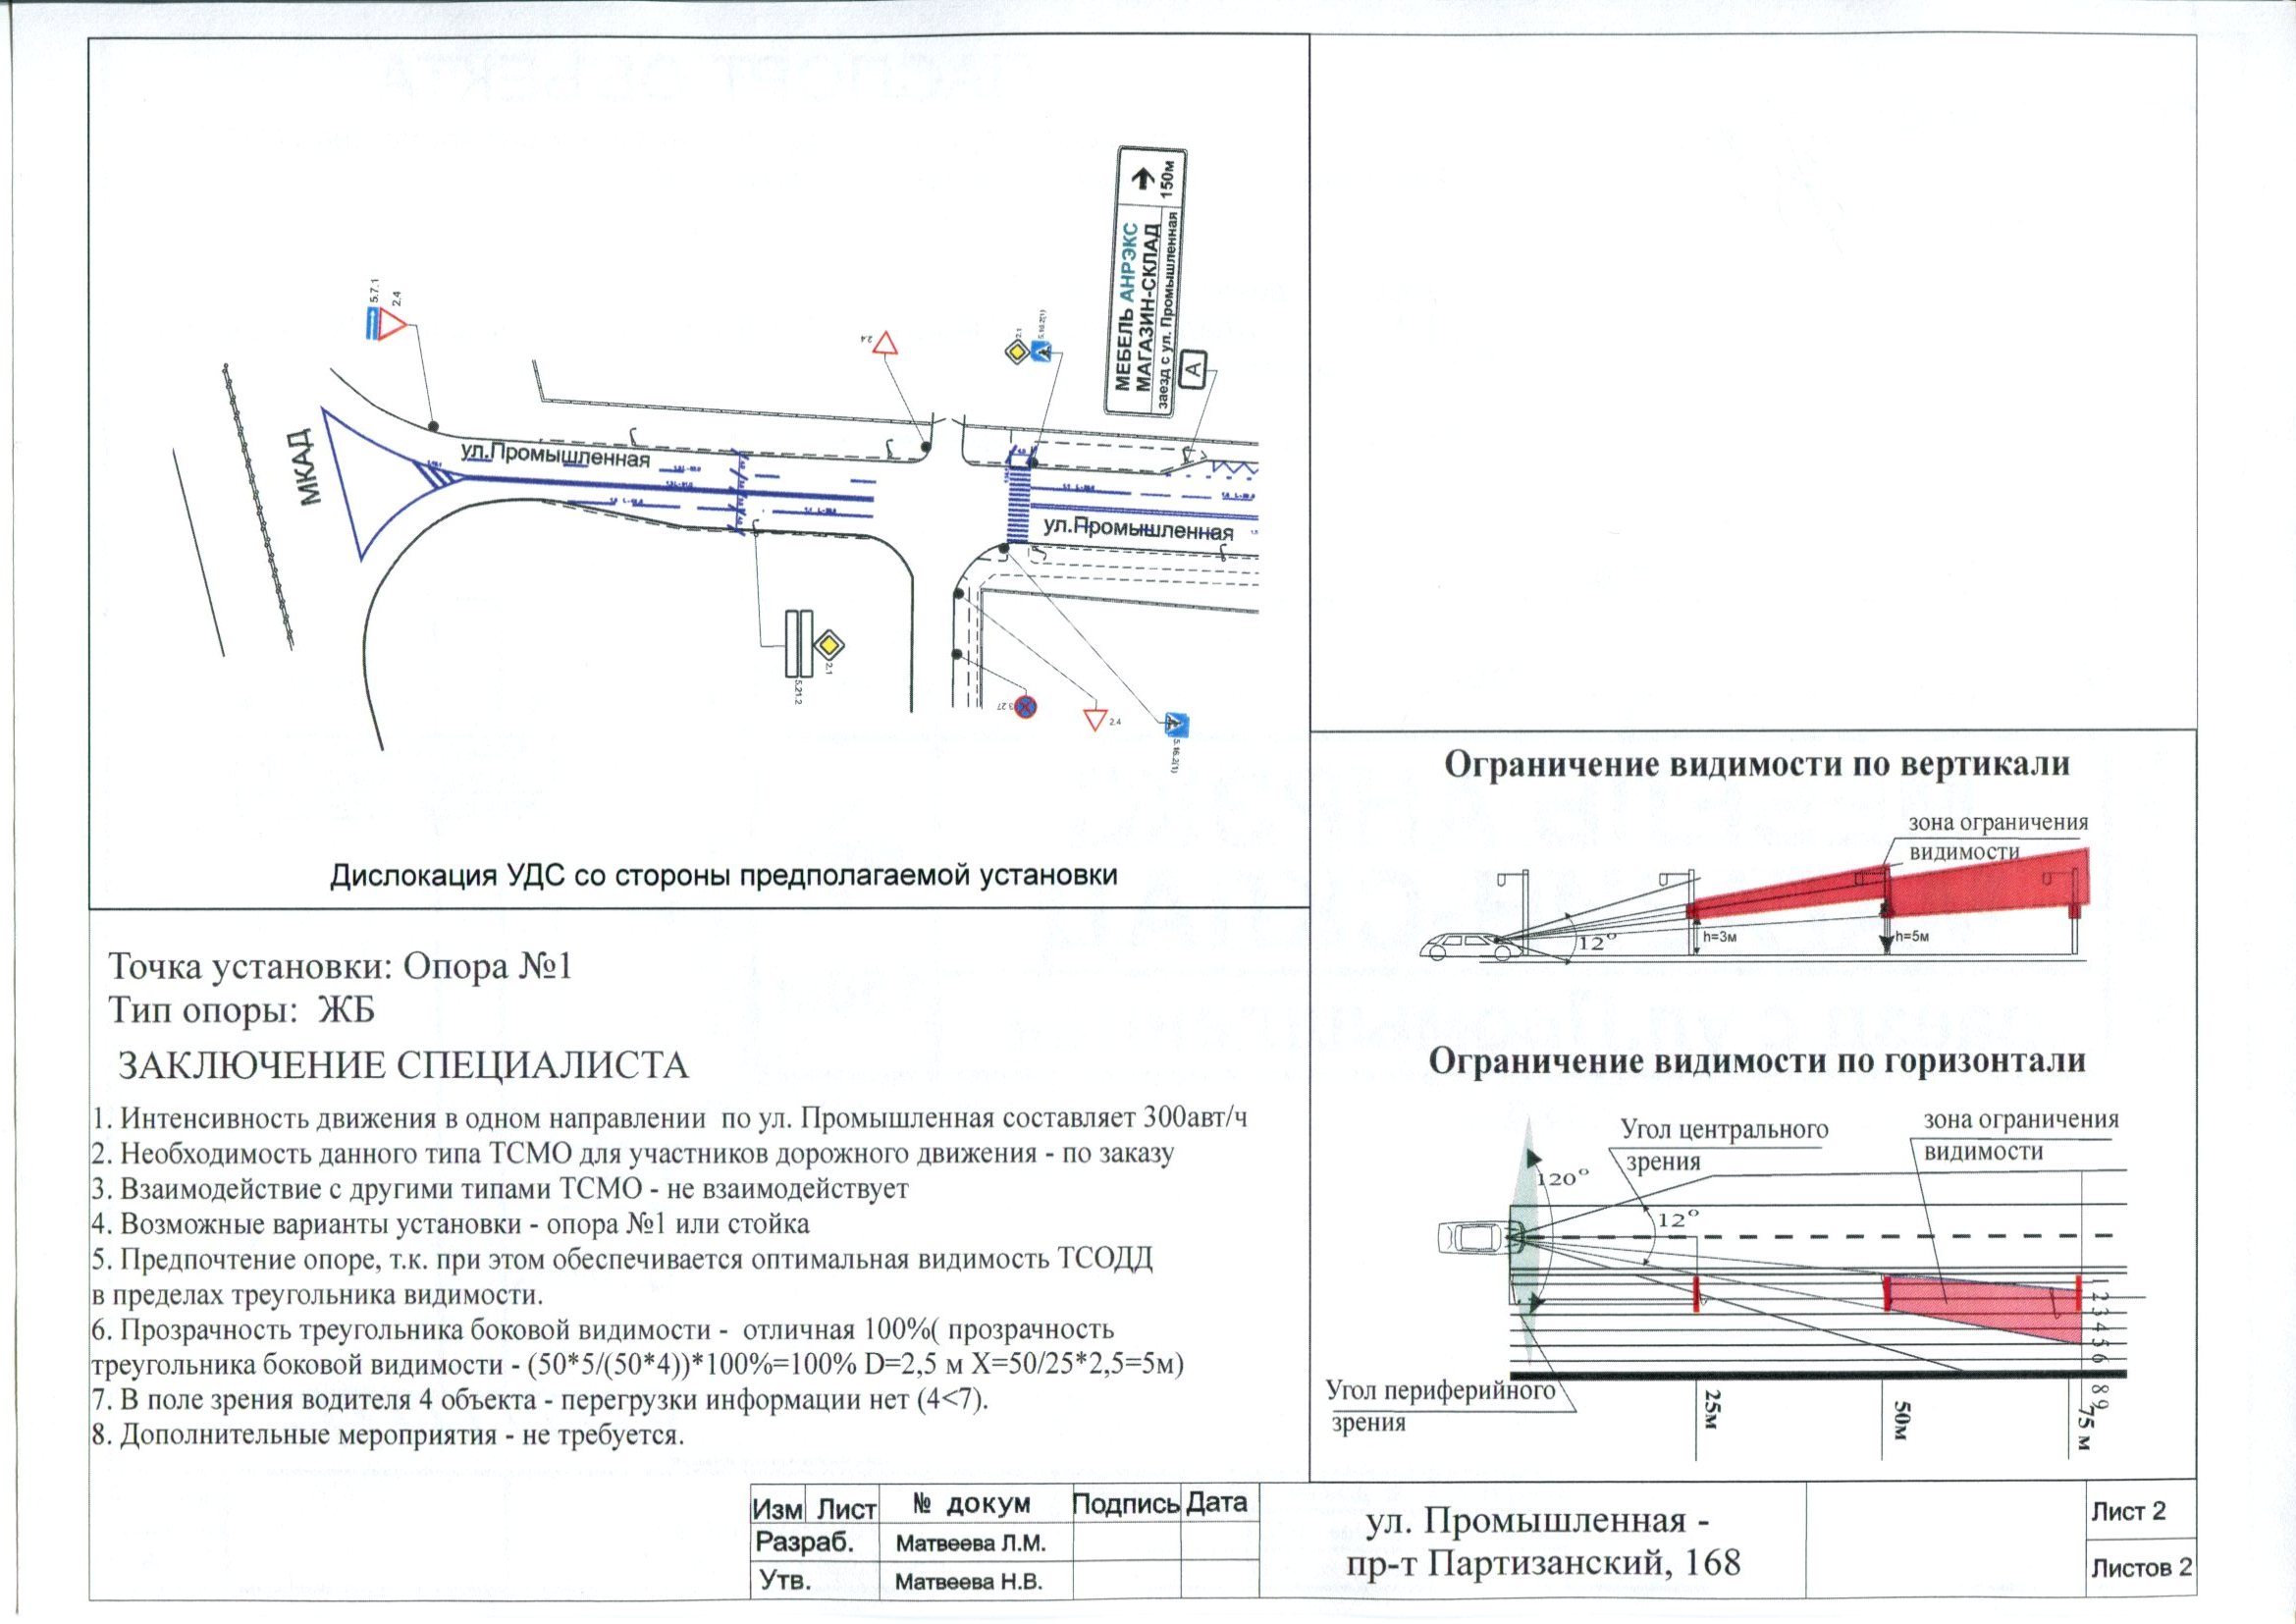 МЕБЕЛЬ АНРЭКС
МАГАЗИН-СКЛАД
заезд с ул. Промышленная
150м
А
5.7.1
2.4
2.4
2.1
5.16.2(1)
МКАД
ул.Промышленная
ул.Промышленная
2.1
5.21.2
3.27
2.4
5.16.2(1)
Дислокация УДС со стороны предполагаемой установки
Точка установки: Опора №1
Тип опоры: ЖБ
ЗАКЛЮЧЕНИЕ СПЕЦИАЛИСТА
1. Интенсивность движения в одном направлении по ул. Промышленная составляет 300авт/ч
2. Необходимость данного типа ТСМО для участников дорожного движения - по заказу
3. Взаимодействие с другими типами ТСМО - не взаимодействует
4. Возможные варианты установки - опора №1 или стойка
5. Предпочтение опоре, т.к. при этом обеспечивается оптимальная видимость ТСОДД
в пределах треугольника видимости.
6. Прозрачность треугольника боковой видимости - отличная 100%( прозрачность
треугольника боковой видимости - (50*5/(50*4))*100%=100% D=2,5 м X=50/25*2,5=5м)
7. В поле зрения водителя 4 объекта - перегрузки информации нет (4<7).
8. Дополнительные мероприятия - не требуется.
Ограничение видимости по вертикали
зона ограничения
видимости
12°
h=3м
h=5м
Ограничение видимости по горизонтали
Угол центрального
зрения
зона ограничения
видимости
120°
12°
Угол периферийного
зрения
25м
50м
75 м
1 2 3 4 5 6 8 9
Изм Лист № докум Подпись Дата
Разраб. Матвеева Л.М.
Утв. Матвеева Н.В.
ул. Промышленная -
пр-т Партизанский, 168
Лист 2
Листов 2